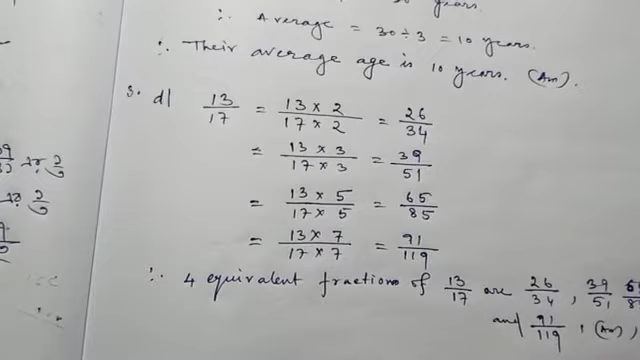 years.
∴ Average = 30 ÷ 3 = 10 years.
∴ Their average age is 10 years. (Ans).
3. d) 13/17 = 13 × 2 / 17 × 2 = 26/34
= 13 × 3 / 17 × 3 = 39/51
= 13 × 5 / 17 × 5 = 65/85
= 13 × 7 / 17 × 7 = 91/119
∴ 4 equivalent fractions of 13/17 are 26/34, 39/51
and 91/119. (Ans)